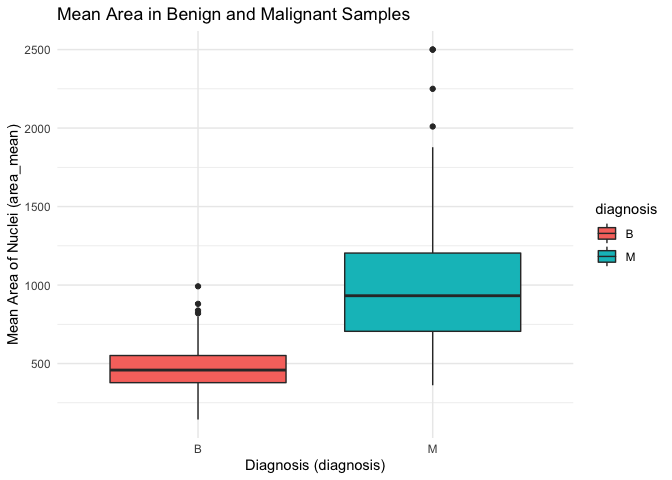 Mean Area in Benign and Malignant Samples
Mean Area of Nuclei (area_mean)
2500
2000
1500
1000
500
B
M
Diagnosis (diagnosis)
diagnosis
B
M